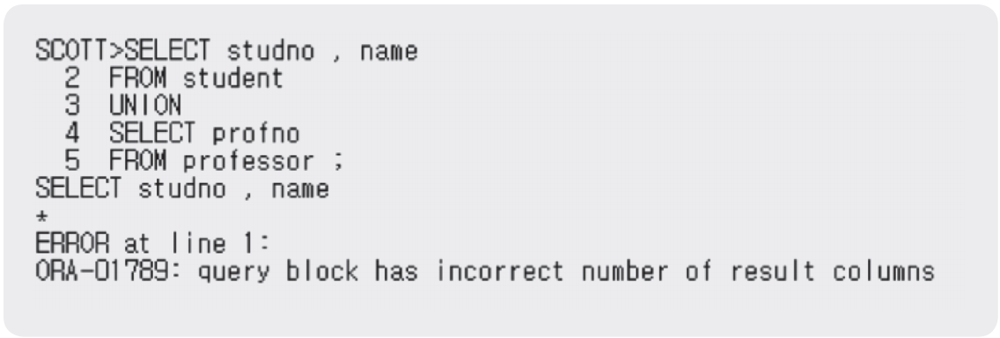 SCOTT>SELECT studno , name
2 FROM student
3 UNION
4 SELECT profno
5 FROM professor ;
SELECT studno , name
*
ERROR at line 1:
ORA-01789: query block has incorrect number of result columns